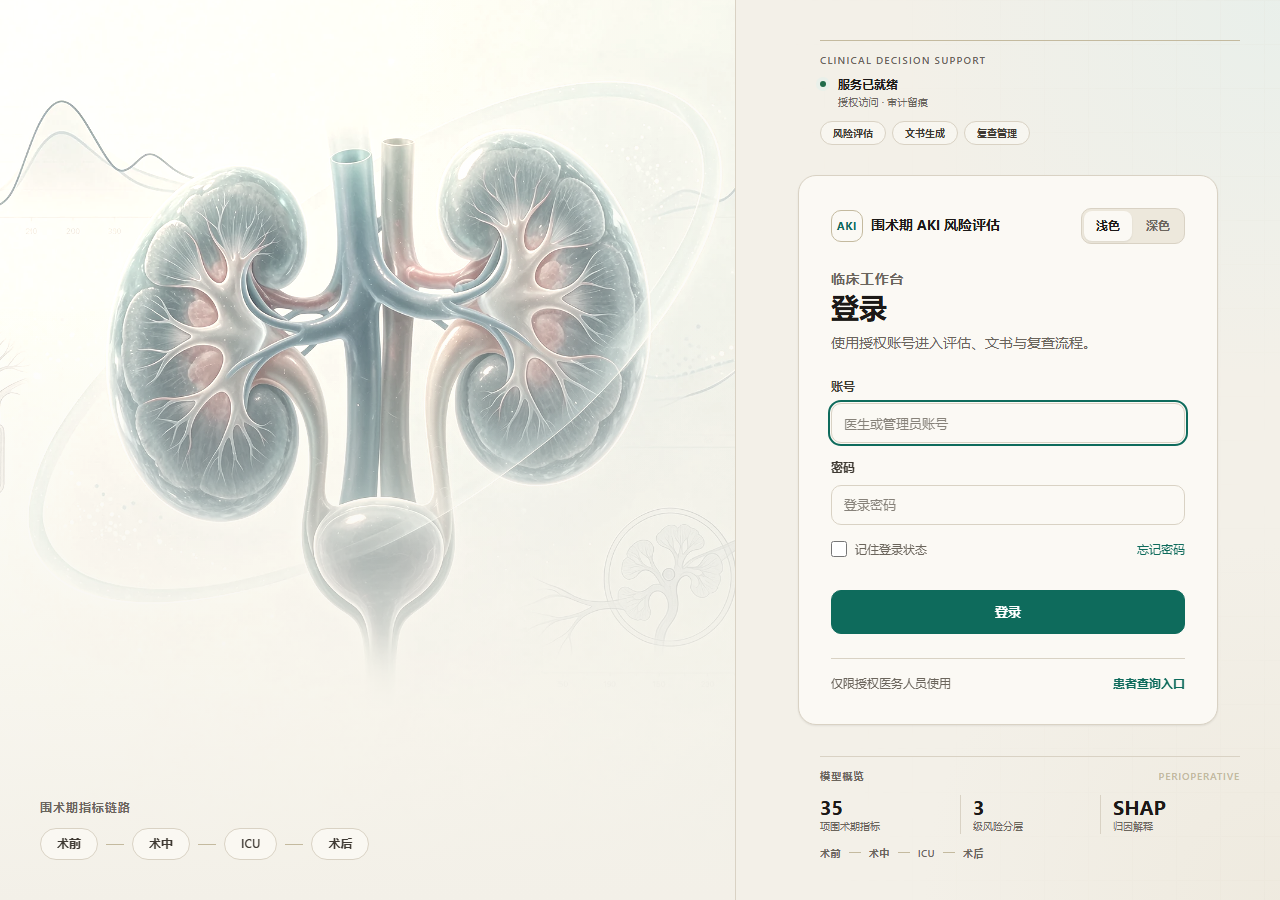 CLINICAL DECISION SUPPORT
服务已就绪
授权访问 · 审计留痕
风险评估 文书生成 复查管理
AKI 围术期 AKI 风险评估 浅色 深色
临床工作台
登录
使用授权账号进入评估、文书与复查流程。
账号
医生或管理员账号
密码
登录密码
记住登录状态 忘记密码
登录
仅限授权医务人员使用 患者查询入口
模型概览 PERIOPERATIVE
35 3 SHAP
项围术期指标 级风险分层 归因解释
术前 — 术中 — ICU — 术后
围术期指标链路
术前 — 术中 — ICU — 术后